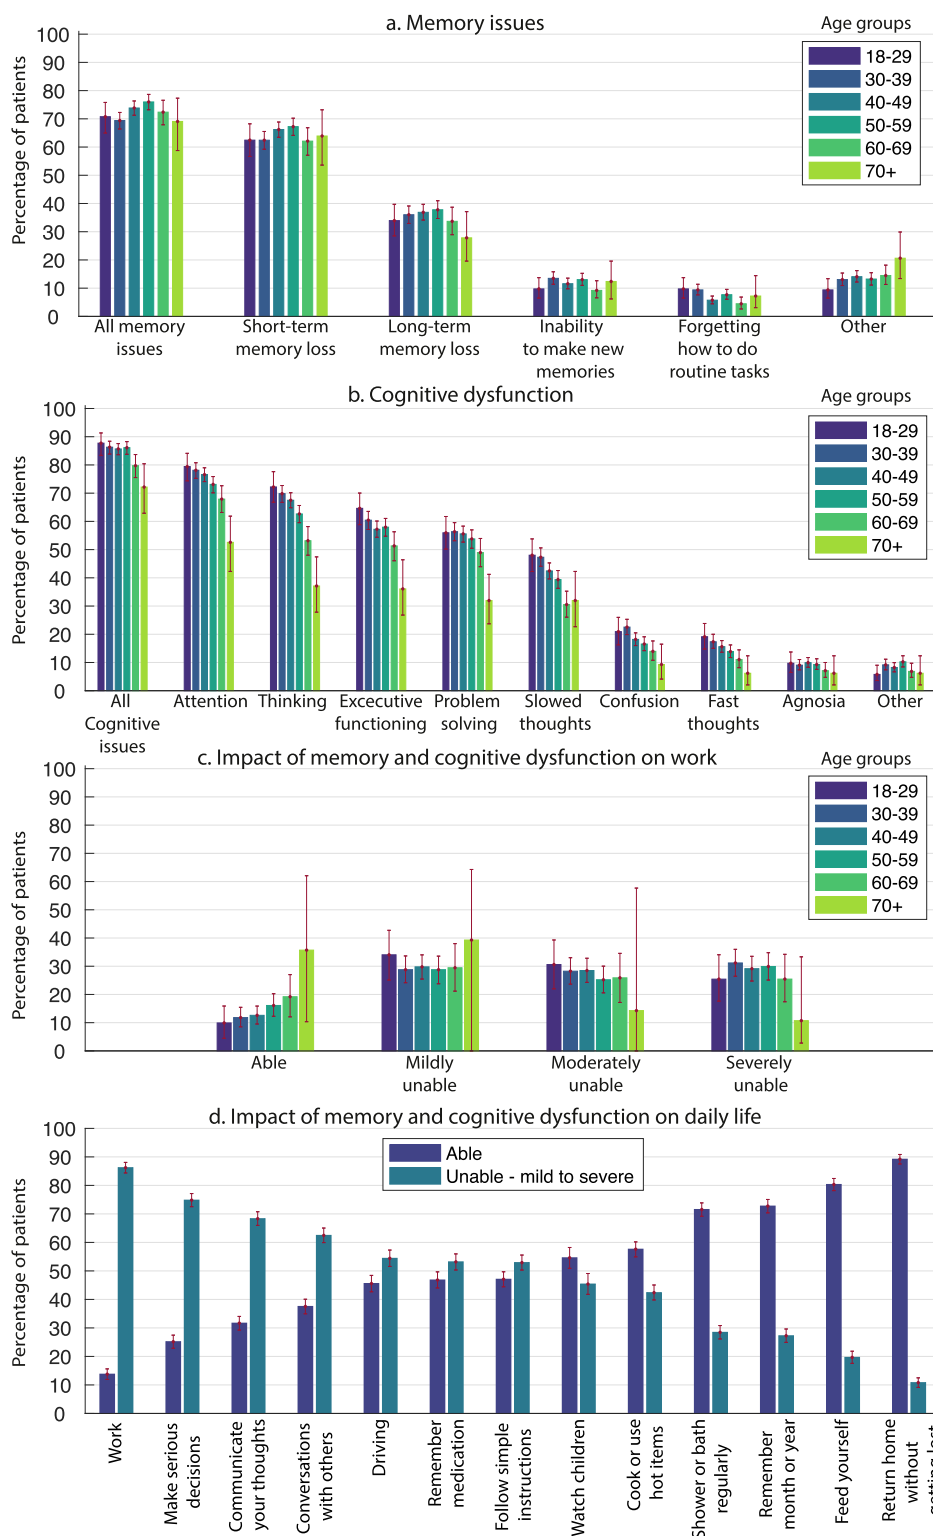 a. Memory issues
Age groups
Percentage of patients
100
90
80
70
60
50
40
30
20
10
0
18-29
30-39
40-49
50-59
60-69
70+
All memory
issues
Short-term
memory loss
Long-term
memory loss
Inability
to make new
memories
Forgetting
how to do
routine tasks
Other
b. Cognitive dysfunction
Age groups
Percentage of patients
100
90
80
70
60
50
40
30
20
10
0
18-29
30-39
40-49
50-59
60-69
70+
All
Cognitive
issues
Attention
Thinking
Excecutive
functioning
Problem
solving
Slowed
thoughts
Confusion
Fast
thoughts
Agnosia
Other
c. Impact of memory and cognitive dysfunction on work
Age groups
Percentage of patients
100
90
80
70
60
50
40
30
20
10
0
18-29
30-39
40-49
50-59
60-69
70+
Able
Mildly
unable
Moderately
unable
Severely
unable
d. Impact of memory and cognitive dysfunction on daily life
Percentage of patients
100
90
80
70
60
50
40
30
20
10
0
Able
Unable - mild to severe
Work
Make serious
decisions
Communicate
your thoughts
Conversations
with others
Driving
Remember
medication
Follow simple
instructions
Watch children
Cook or use
hot items
Shower or bath
regularly
Remember
month or year
Feed yourself
Return home
without